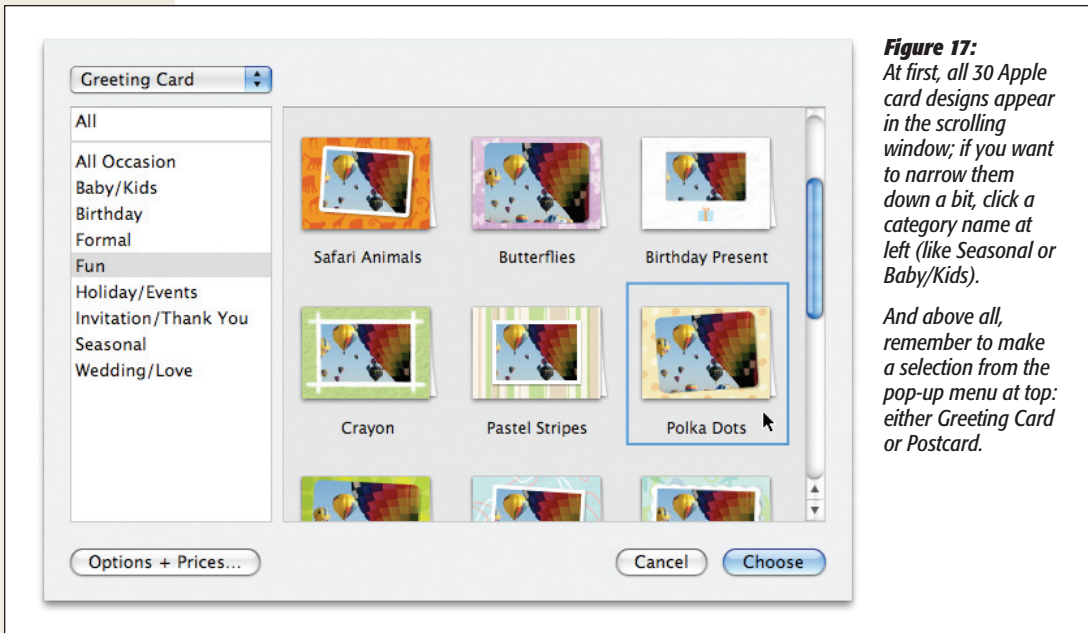 Greeting Card
All
All Occasion
Baby/Kids
Birthday
Formal
Fun
Holiday/Events
Invitation/Thank You
Seasonal
Wedding/Love
Safari Animals
Butterflies
Birthday Present
Crayon
Pastel Stripes
Polka Dots
Options + Prices...
Cancel
Choose
Figure 17:
At first, all 30 Apple
card designs appear
in the scrolling
window; if you want
to narrow them
down a bit, click a
category name at
left (like Seasonal or
Baby/Kids).
And above all,
remember to make
a selection from the
pop-up menu at top:
either Greeting Card
or Postcard.